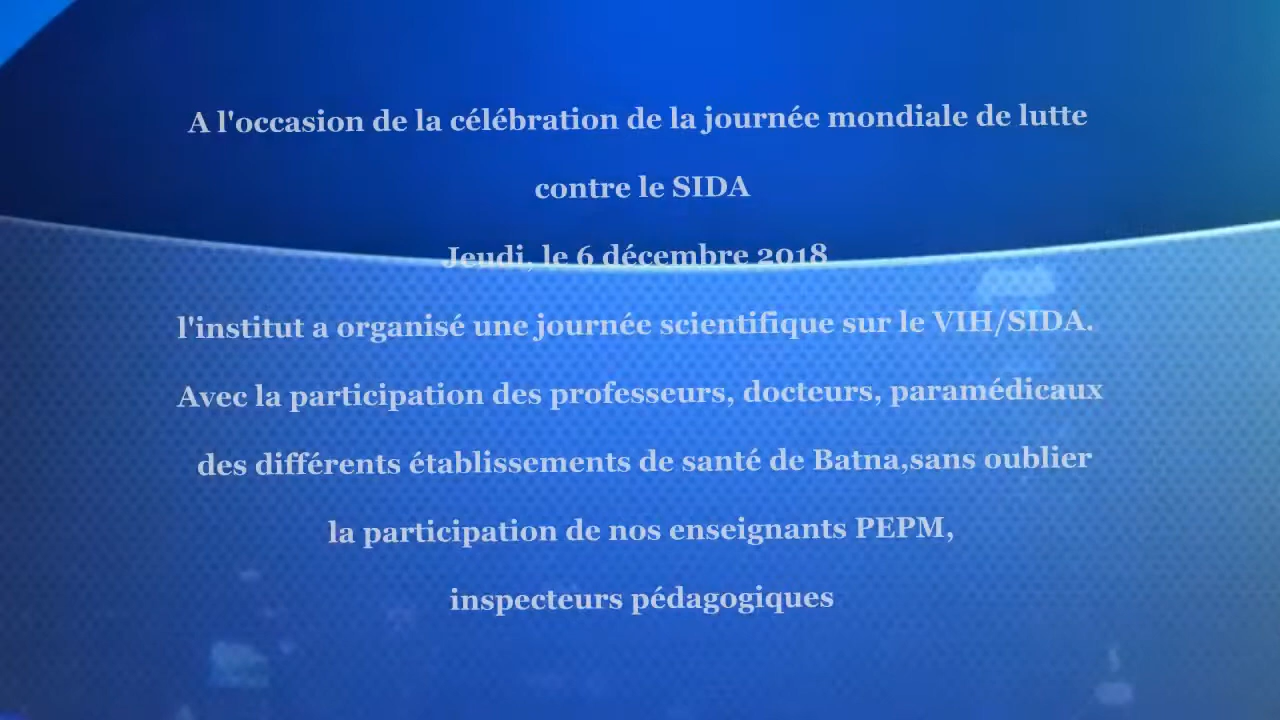 A l'occasion de la célébration de la journée mondiale de lutte
contre le SIDA
Jeudi, le 6 décembre 2018
l'institut a organisé une journée scientifique sur le VIH/SIDA.
Avec la participation des professeurs, docteurs, paramédicaux
des différents établissements de santé de Batna,sans oublier
la participation de nos enseignants PEPM,
inspecteurs pédagogiques